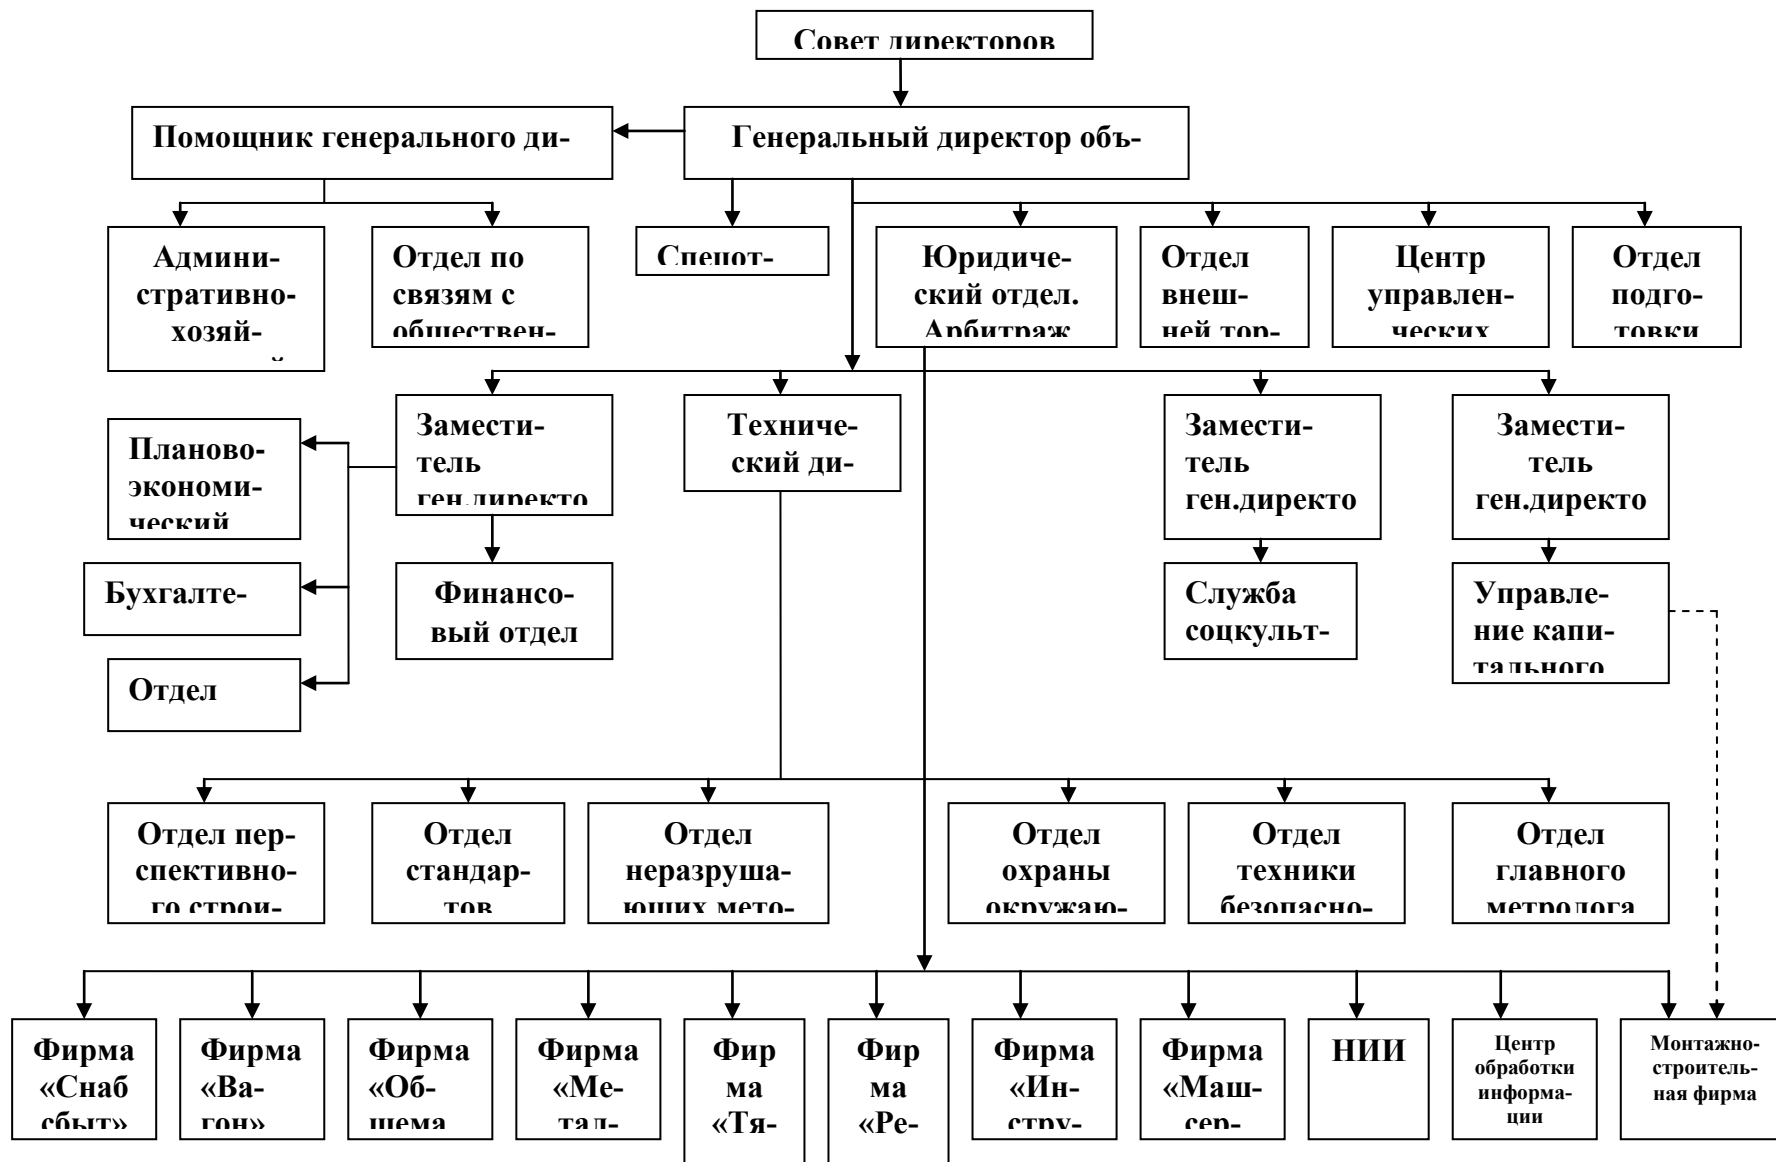 Совет директоров
Помощник генерального ди-
Генеральный директор объ-
Админи-
стративно-
хозяй-
Отдел по
связям с
обществен-
Спецот-
Юридиче-
ский отдел.
Арбитраж
Отдел
внеш-
ней тор-
Центр
управлен-
ческих
Отдел
подго-
товки
Планово-
экономи-
ческий
Замести-
тель
ген.директо
Техниче-
ский ди-
Замести-
тель
ген.директо
Замести-
тель
ген.директо
Бухгалте-
Финансо-
вый отдел
Служба
соцкульт-
Управле-
ние капи-
тального
Отдел
Отдел пер-
спективно-
го строи-
Отдел
стандар-
тов
Отдел
неразруша-
ющих мето-
Отдел
охраны
окружаю-
Отдел
техники
безопасно-
Отдел
главного
метролога
Фирма
«Снаб
сбыт»
Фирма
«Ва-
гон»
Фирма
«Об-
щема
Фирма
«Ме-
тал-
Фир
ма
«Тя-
Фир
ма
«Ре-
Фирма
«Ин-
стру-
Фирма
«Маш-
сер-
НИИ
Центр
обработки
информа-
ции
Монтажно-
строитель-
ная фирма